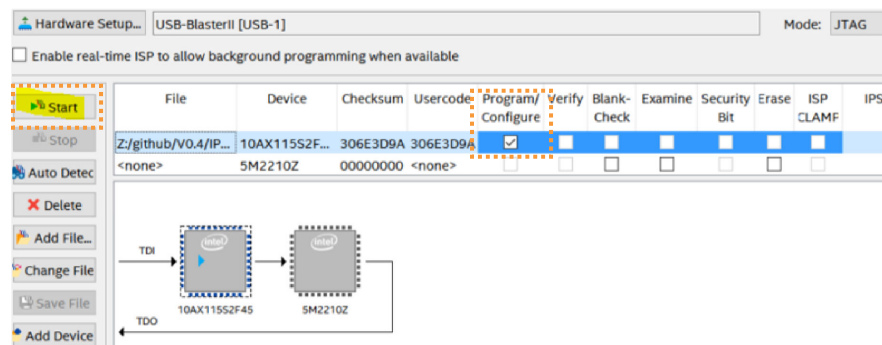 Hardware Setup... USB-BlasterII [USB-1] Mode: JTAG
Enable real-time ISP to allow background programming when available
Start
Stop
Auto Detec
Delete
Add File...
Change File
Save File
Add Device
File Device Checksum Usercode Program/ Verify Blank- Examine Security Erase ISP IPS
Configure Check Bit CLAMP
Z:/github/V0.4/IP... 10AX115S2F... 306E3D9A 306E3D9A
<none> 5M2210Z 00000000 <none>
TDI
intel
intel
10AX115S2F45 5M2210Z
TDO